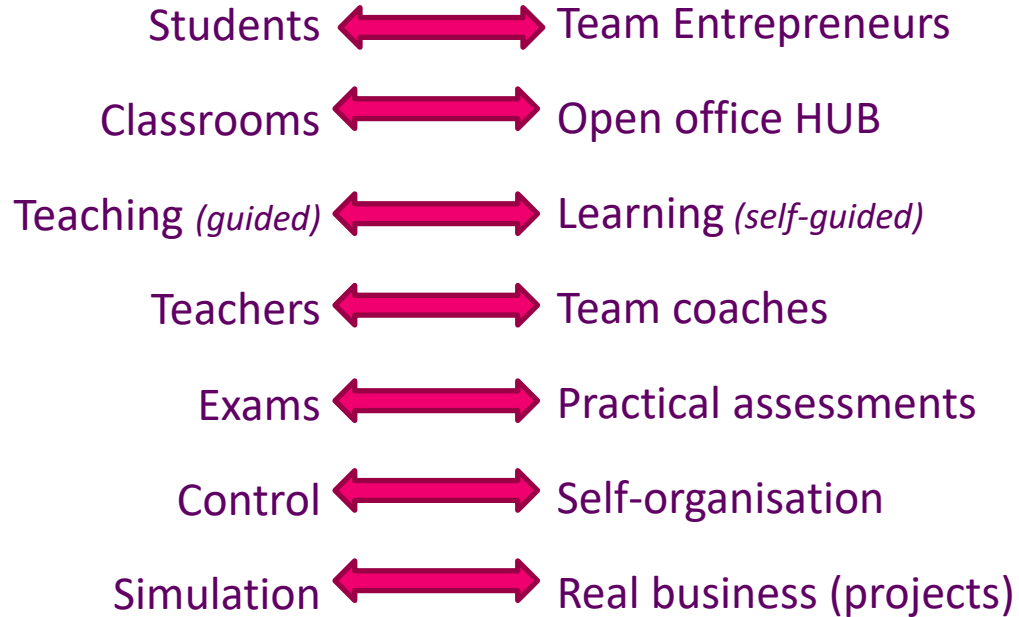 Students Team Entrepreneurs
Classrooms Open office HUB
Teaching (guided) Learning (self-guided)
Teachers Team coaches
Exams Practical assessments
Control Self-organisation
Simulation Real business (projects)